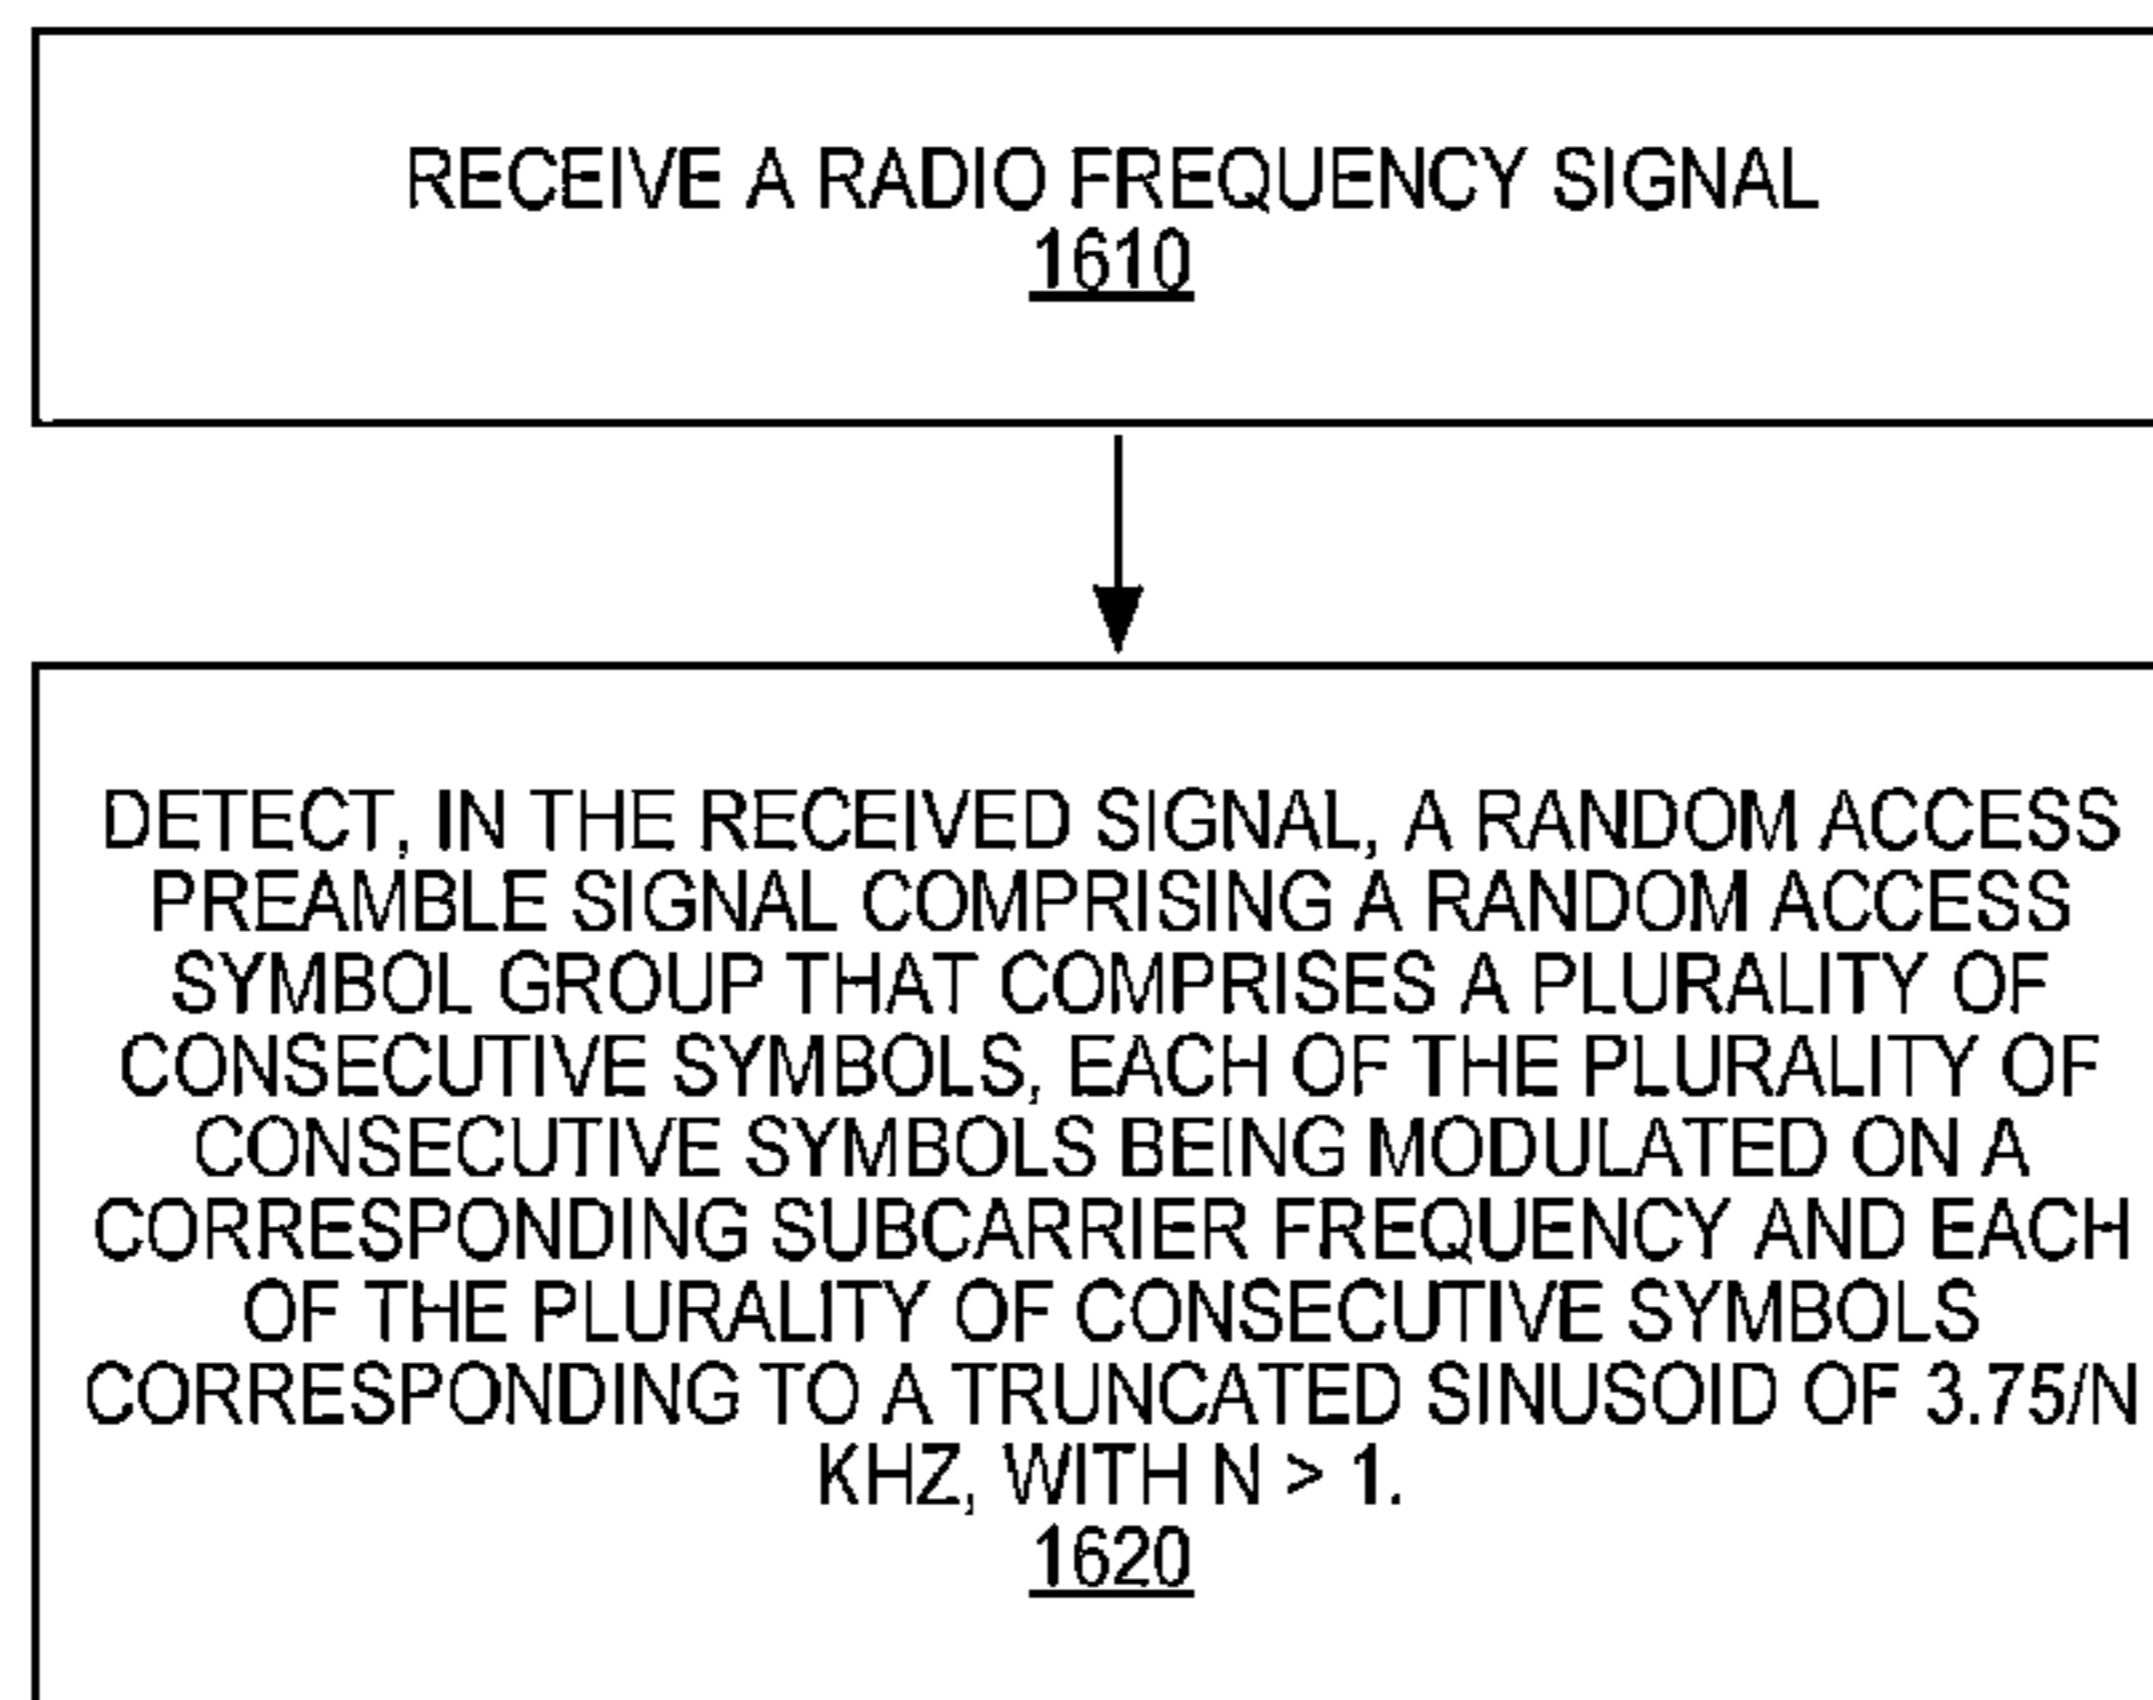 RECEIVE A RADIO FREQUENCY SIGNAL
1610
DETECT, IN THE RECEIVED SIGNAL, A RANDOM ACCESS
PREAMBLE SIGNAL COMPRISING A RANDOM ACCESS
SYMBOL GROUP THAT COMPRISES A PLURALITY OF
CONSECUTIVE SYMBOLS, EACH OF THE PLURALITY OF
CONSECUTIVE SYMBOLS BEING MODULATED ON A
CORRESPONDING SUBCARRIER FREQUENCY AND EACH
OF THE PLURALITY OF CONSECUTIVE SYMBOLS
CORRESPONDING TO A TRUNCATED SINUSOID OF 3.75/N
KHZ, WITH N > 1.
1620